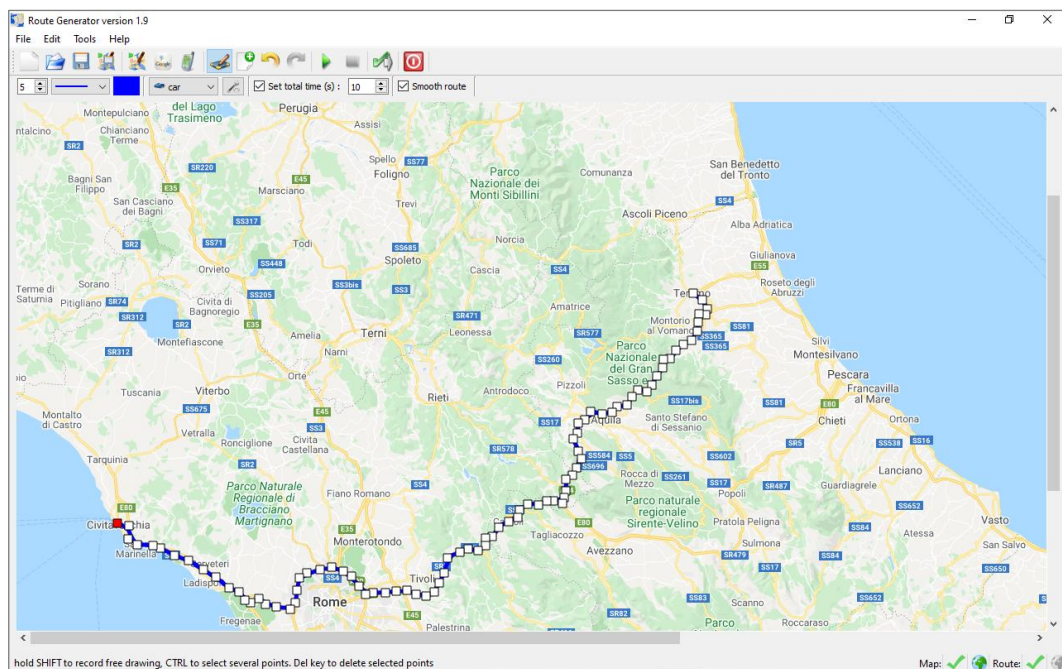 Route Generator version 1.9
File Edit Tools Help
5
car
Set total time (s) :
10
Smooth route
del Lago
Trasimeno
Perugia
Montepulciano
ntalcino
Chianciano
Terme
SR2
Assisi
Spello
Foligno
SS77
SR220
E45
Marsciano
E35
Bagni San
Filippo
San Casciano
dei Bagni
SS317
Trevi
Parco
Nazionale dei
Monti Sibillini
Comunanza
San Benedetto
del Tronto
SS4
Ascoli Piceno
Alba Adriatica
SR2
SS71
Todi
SS685
Norcia
Giulianova
E55
Orvieto
SS448
Spoleto
Cascia
SS4
Terme di
Saturnia
Sorano
Pitigliano
SR74
SR312
SR2
Civita di
Bagnoregio
SS205
SS3bis
SS3
Roseto degli
Abruzzi
Amatrice
Montorio
al Vomano
SS81
SS365
SS365
E35
Amelia
Terni
SR471
Leonessa
SR577
Montefiascone
Narni
SR312
SS260
Parco
Nazionale
del Gran
Sasso e
Silvi
Montesilvano
Orte
Pizzoli
Pescara
Tuscania
Viterbo
Rieti
Antrodoco
Francavilla
al Mare
SS675
SS17bis
SS81
E80
E45
SS3
SS17
Santo Stefano
di Sessanio
Chieti
Ortona
Montalto
di Castro
Vetralla
Ronciglione
Civita
Castellana
SR578
SS584
SS5
SS602
SR5
SS538
SS16
SR2
SS696
Tarquinia
SS4
Rocca di
Mezzo
SS261
SS17
Popoli
SR487
Lanciano
Guardiagrele
Parco Naturale
Regionale di
Bracciano
Martignano
Fiano Romano
Parco naturale
regionale
Sirente-Velino
SS652
Vasto
E80
E80
Pratola Peligna
SS84
Atessa
San Salvo
E35
Monterotondo
Tagliacozzo
Avezzano
Sulmona
SR479
SS84
SS17
SS650
Marinella
Ladispoli
SS4
Tivoli
SS83
SS652
Rome
Scanno
Roccaraso
E45
Palestrina
SR82
Fregenae
hold SHIFT to record free drawing, CTRL to select several points. Del key to delete selected points
Map:
Route: